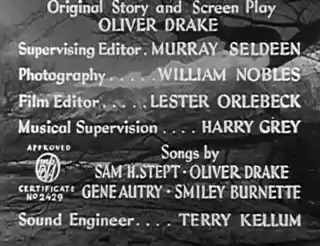 Original Story and Screen Play
OLIVER DRAKE
Supervising Editor. MURRAY SELDEEN
Photography . . . . . WILLIAM NOBLES
Film Editor. . . . . LESTER ORLEBECK
Musical Supervision . . . . HARRY GREY
APPROVED
CERTIFICATE
No 2429
Songs by
SAM H. STEPT · OLIVER DRAKE
GENE AUTRY · SMILEY BURNETTE
Sound Engineer. . . . TERRY KELLUM